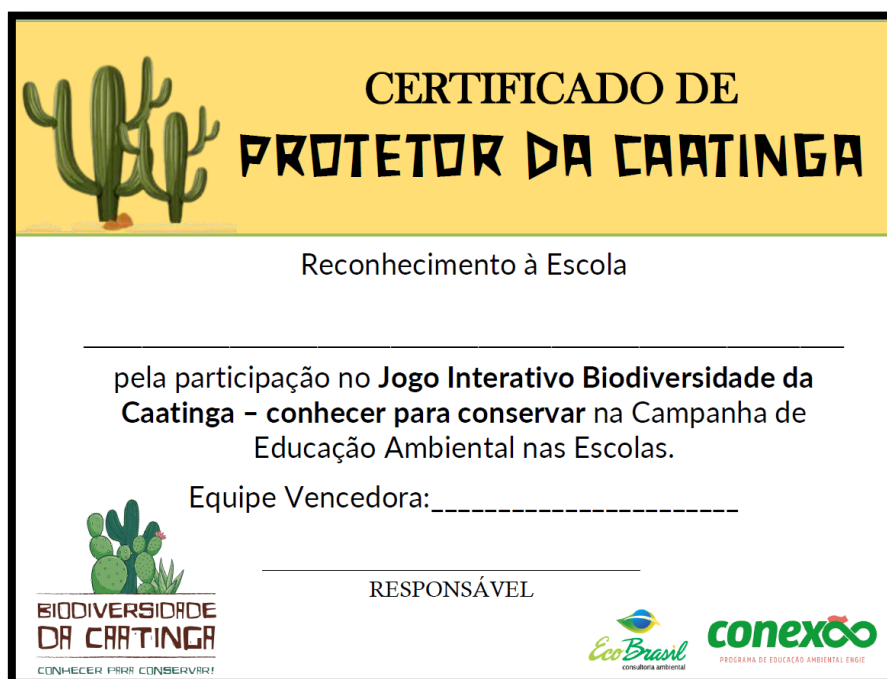 CERTIFICADO DE
PROTETOR DA CAATINGA
Reconhecimento à Escola
pela participação no Jogo Interativo Biodiversidade da
Caatinga – conhecer para conservar na Campanha de
Educação Ambiental nas Escolas.
Equipe Vencedora:_______________________
RESPONSÁVEL
BIODIVERSIDADE
DA CAATINGA
CONHECER PARA CONSERVAR!
EcoBrasil
consultoria ambiental
conexão
PROGRAMA DE EDUCAÇÃO AMBIENTAL ENGIE